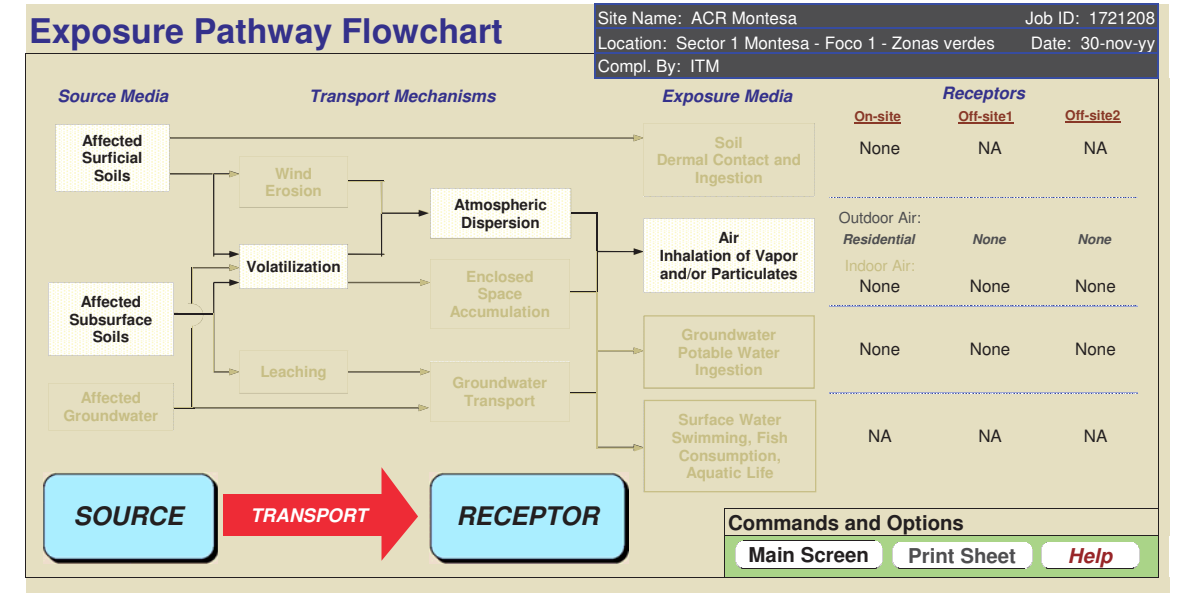 Exposure Pathway Flowchart
Site Name: ACR Montesa Job ID: 1721208
Location: Sector 1 Montesa - Foco 1 - Zonas verdes Date: 30-nov-yy
Compl. By: ITM
Source Media
Transport Mechanisms
Exposure Media
Receptors
On-site Off-site1 Off-site2
Affected
Surficial
Soils
Wind
Erosion
Volatilization
Affected
Subsurface
Soils
Leaching
Affected
Groundwater
Atmospheric
Dispersion
Enclosed
Space
Accumulation
Groundwater
Transport
Soil
Dermal Contact and
Ingestion
None NA NA
Air
Inhalation of Vapor
and/or Particulates
Outdoor Air:
Residential None None
Indoor Air:
None None None
Groundwater
Potable Water
Ingestion
None None None
Surface Water
Swimming, Fish
Consumption,
Aquatic Life
NA NA NA
SOURCE
TRANSPORT
RECEPTOR
Commands and Options
Main Screen Print Sheet Help